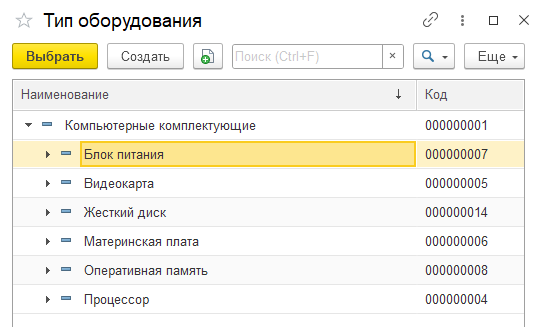 Тип оборудования
Выбрать Создать Поиск (Ctrl+F) × Еще
Наименование ↓ Код
Компьютерные комплектующие 000000001
Блок питания 000000007
Видеокарта 000000005
Жесткий диск 000000014
Материнская плата 000000006
Оперативная память 000000008
Процессор 000000004